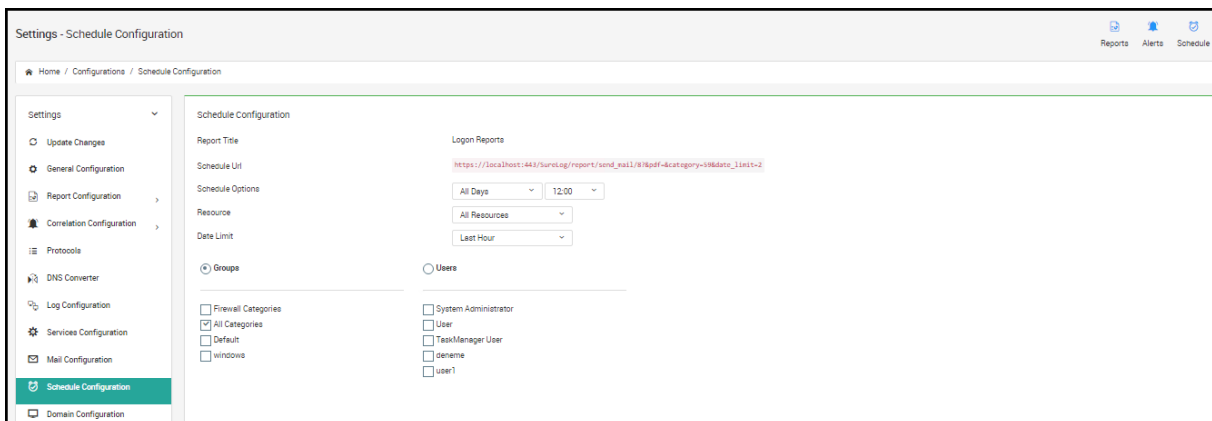 Settings - Schedule Configuration
Reports Alerts Schedule
Home / Configurations / Schedule Configuration
Settings
Update Changes
General Configuration
Report Configuration
Correlation Configuration
Protocols
DNS Converter
Log Configuration
Services Configuration
Mail Configuration
Schedule Configuration
Domain Configuration
Schedule Configuration
Report Title Logon Reports
Schedule Url https://localhost:443/SureLog/report/send_mail/87&pdf=&category=59&date_limit=2
Schedule Options All Days 12:00
Resource All Resources
Date Limit Last Hour
Groups Users
Firewall Categories System Administrator
All Categories User
Default TaskManager User
windows deneme
user1